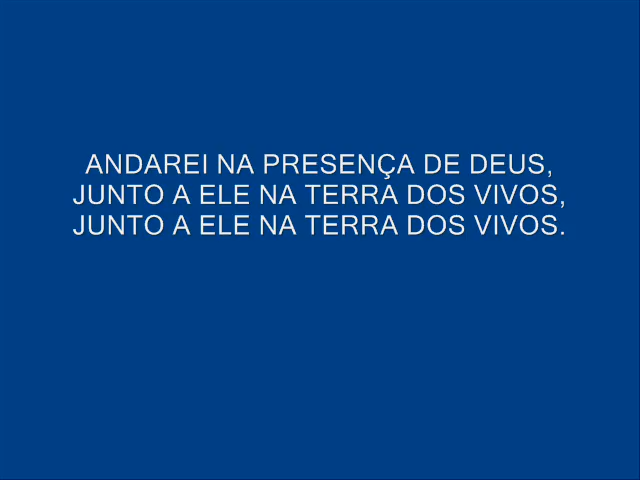 ANDAREI NA PRESENÇA DE DEUS,
JUNTO A ELE NA TERRA DOS VIVOS,
JUNTO A ELE NA TERRA DOS VIVOS.